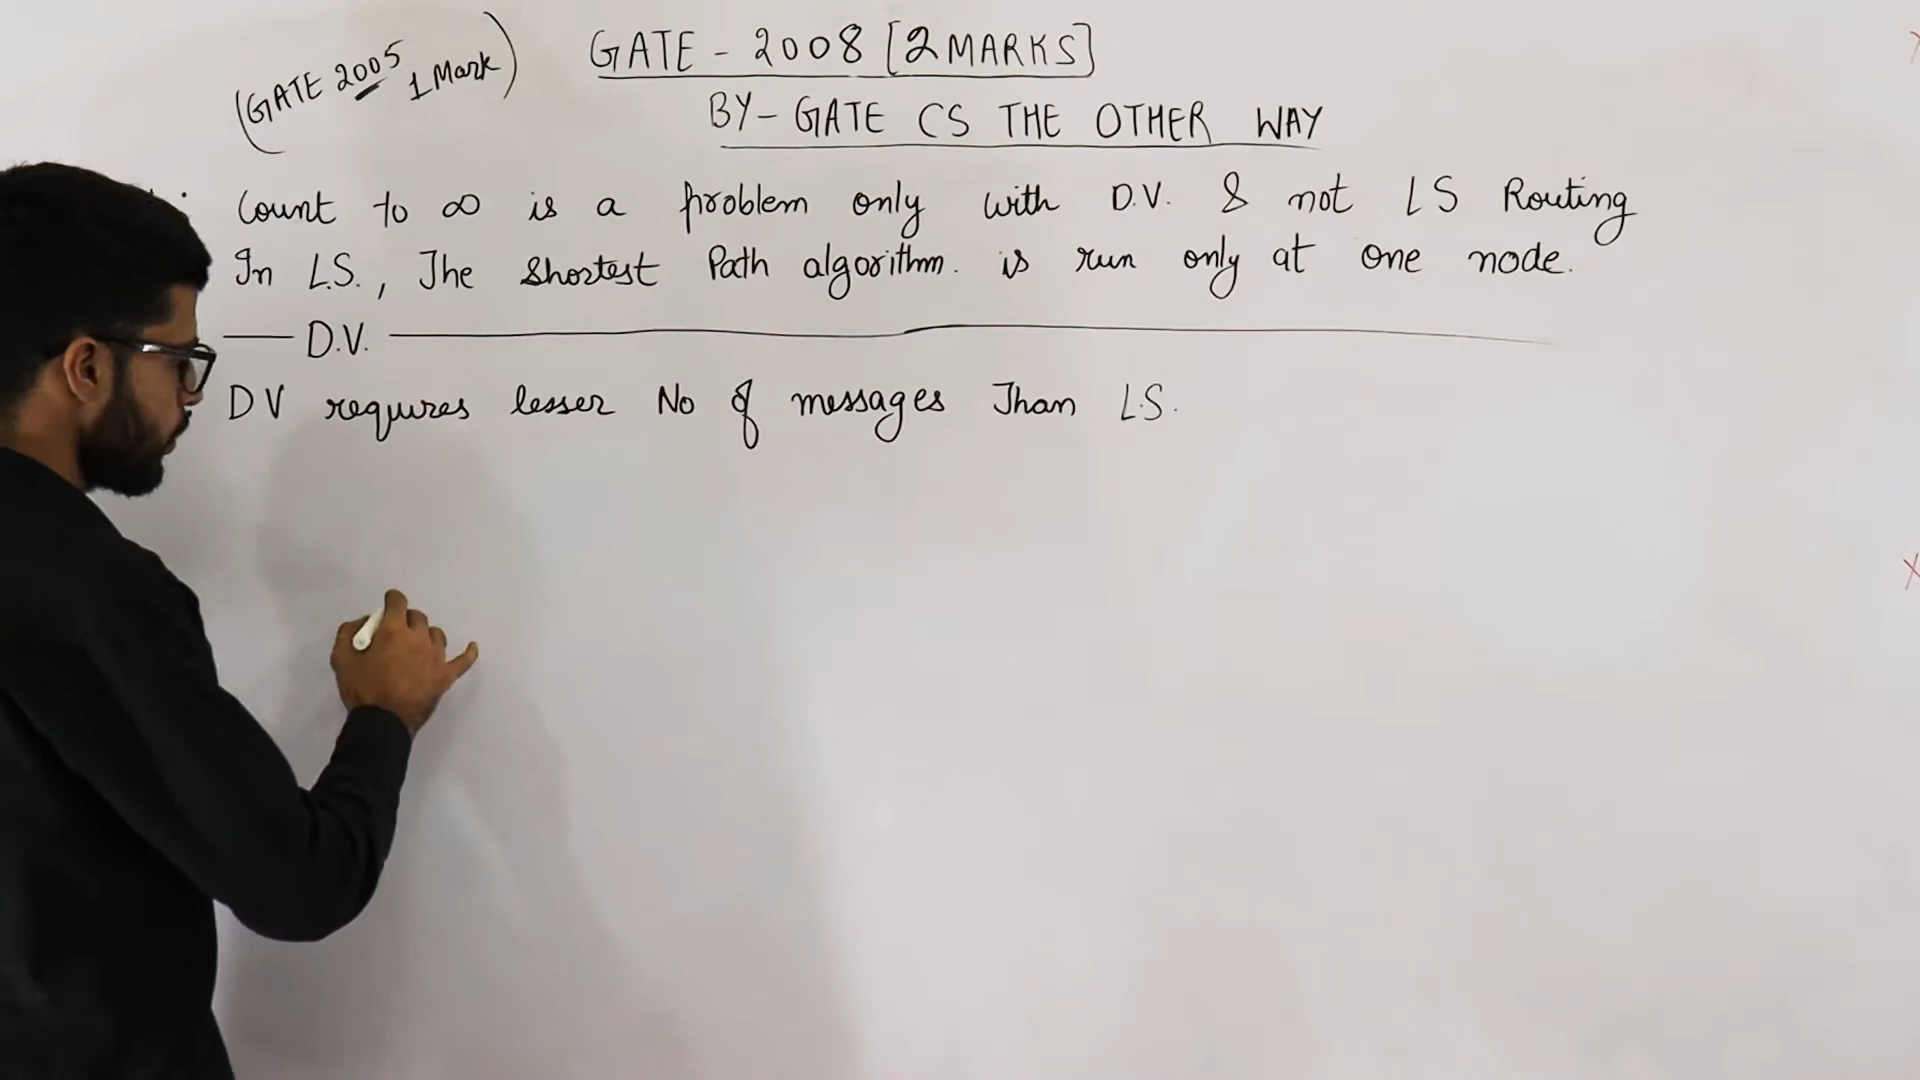 (GATE 2005 1 Mark)
GATE - 2008 [2 MARKS]
BY- GATE CS THE OTHER WAY
Count to ∞ is a problem only with D.V. & not LS Routing
In L.S., The Shortest Path algorithm. is run only at one node.
—— D.V. ——
DV requires lesser No of messages Than L.S.